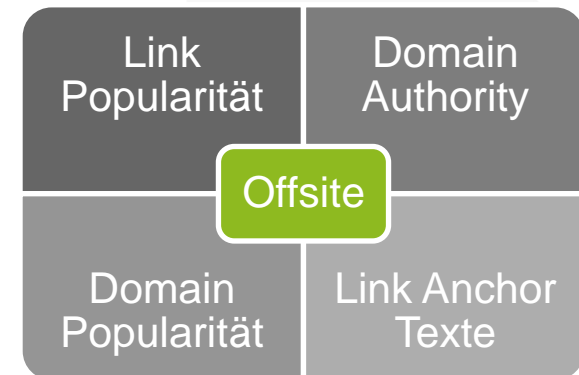 Link
Popularität
Domain
Authority
Offsite
Domain
Popularität
Link Anchor
Texte